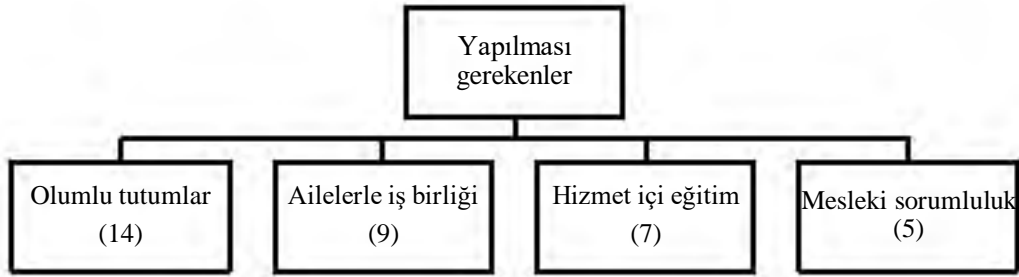 Yapılması
gerekenler
Olumlu tutumlar
(14)
Ailelerle iş birliği
(9)
Hizmet içi eğitim
(7)
Mesleki sorumluluk
(5)